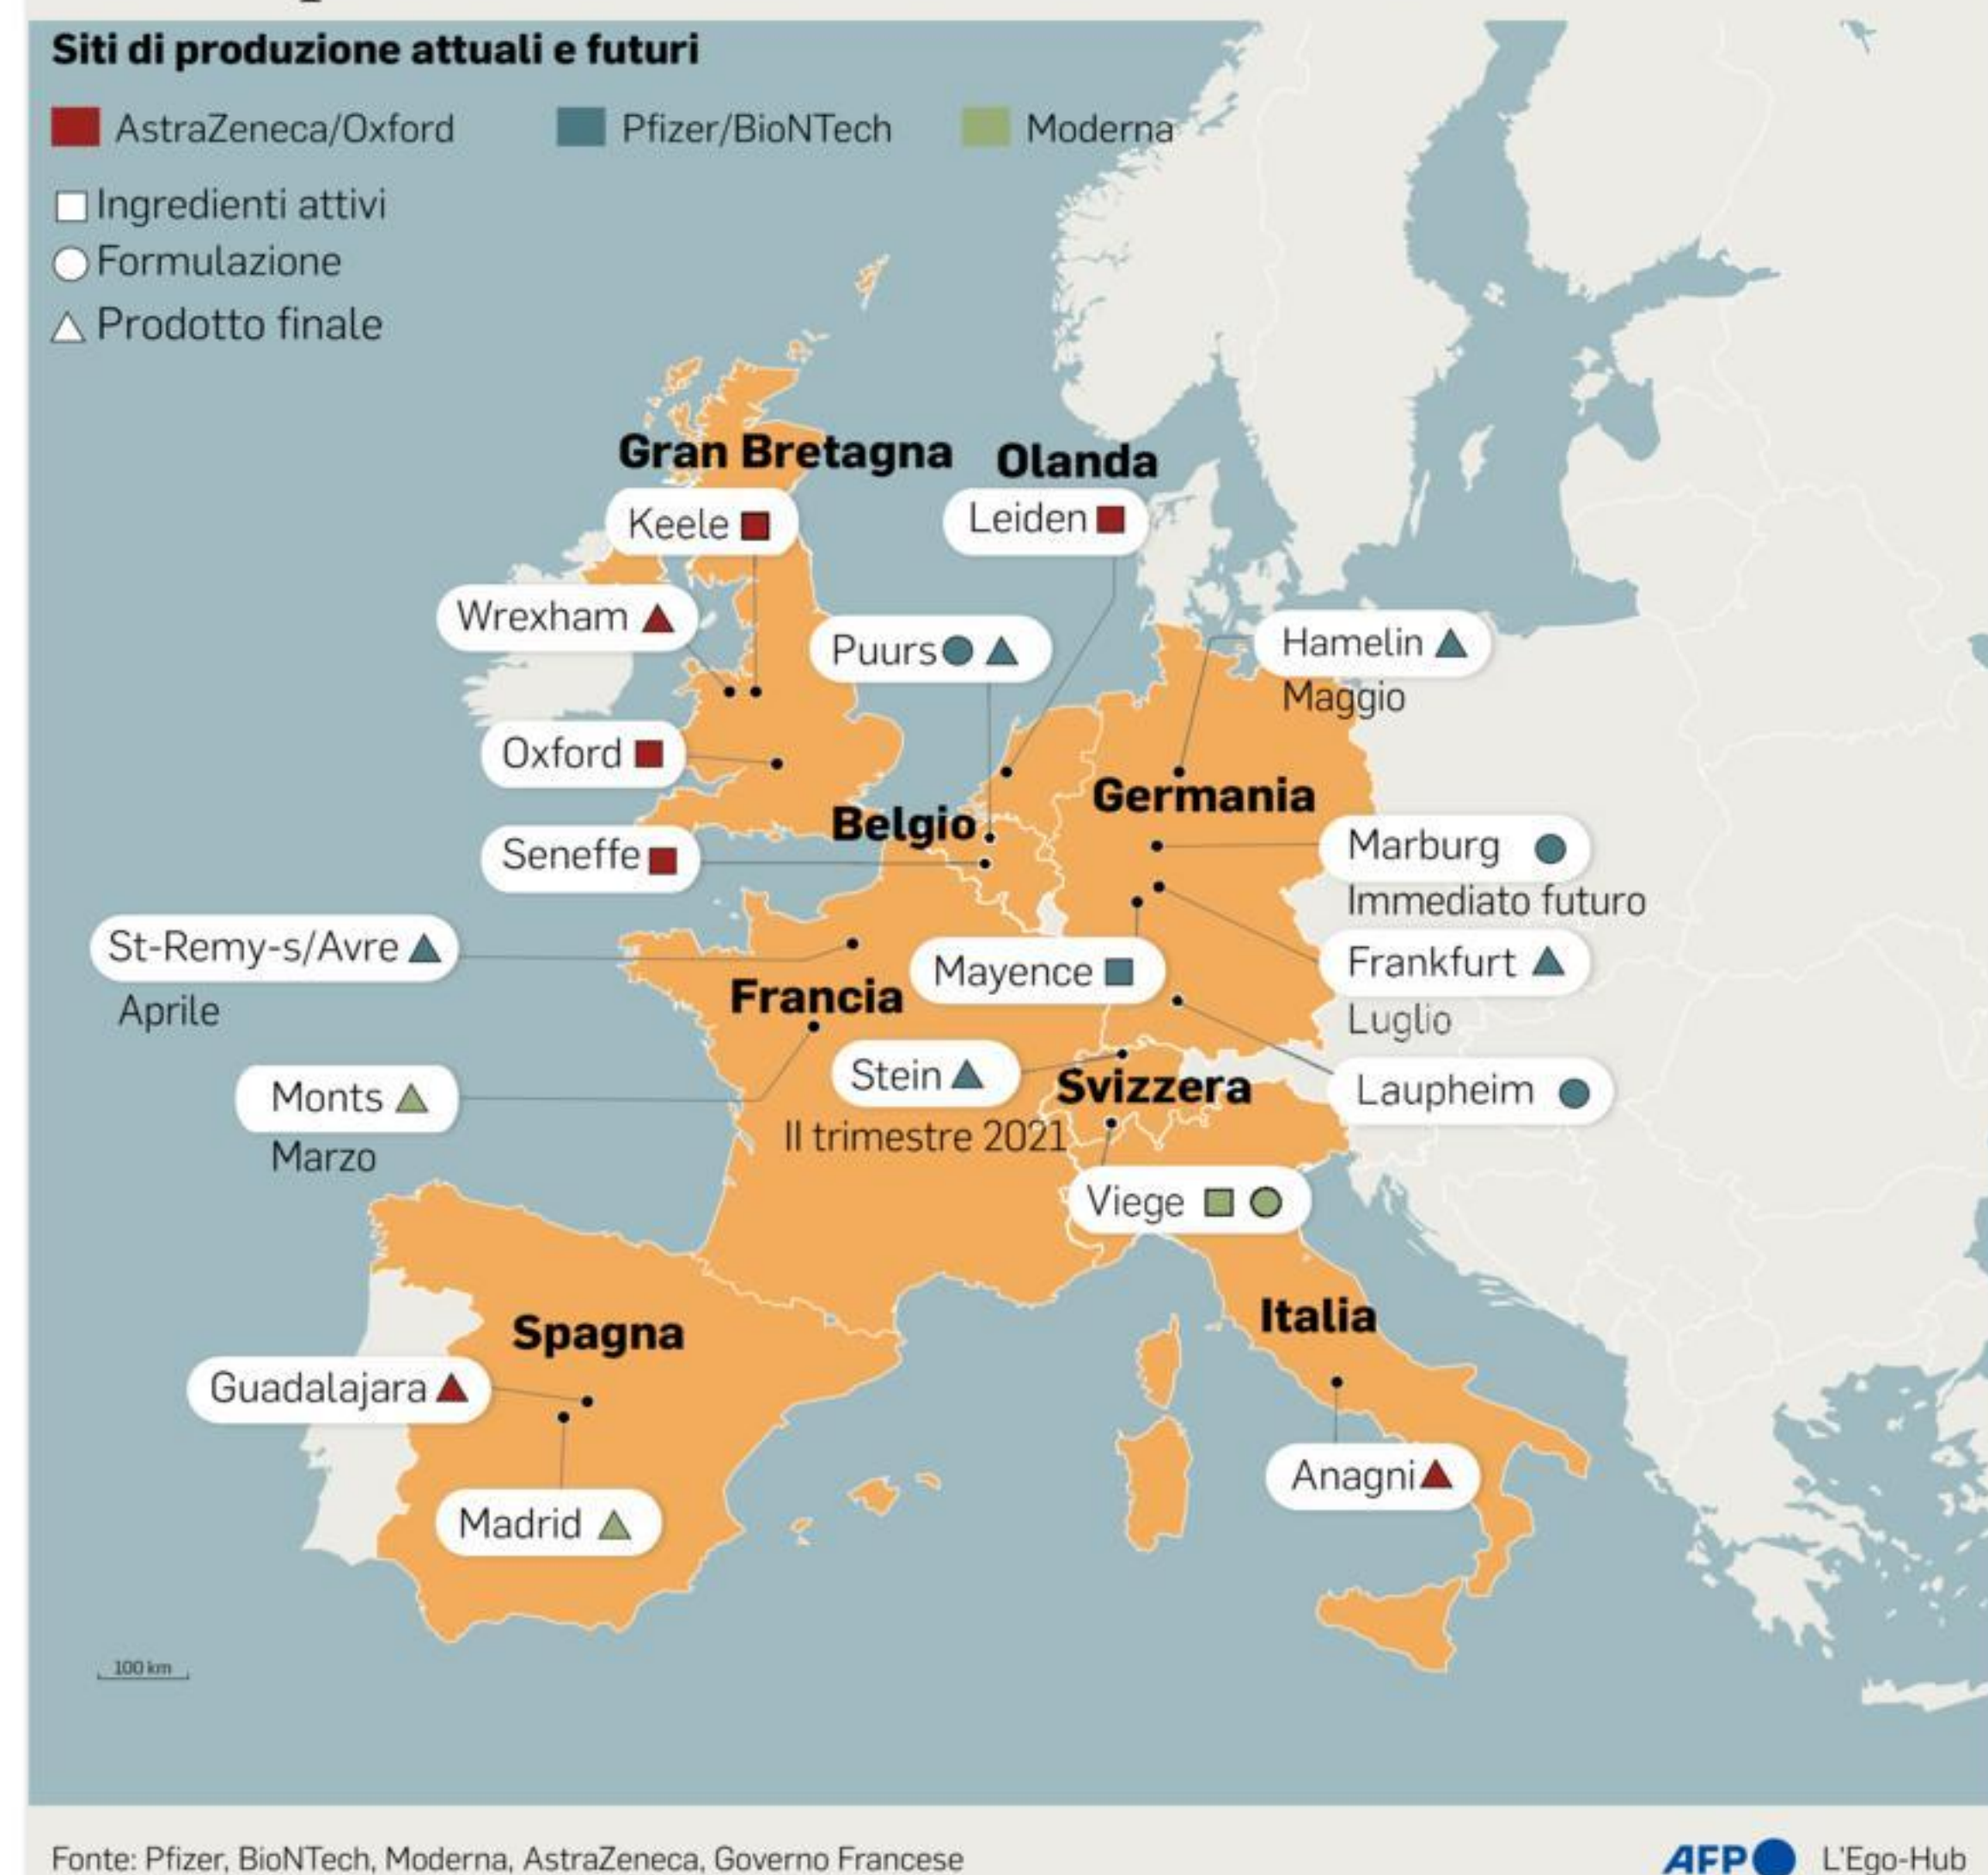 Siti di produzione attuali e futuri
AstraZeneca/Oxford
Pfizer/BioNTech
Moderna
Ingredienti attivi
Formulazione
Prodotto finale
Gran Bretagna
Olanda
Keele
Leiden
Wrexham
Puurs
Hamelin
Maggio
Oxford
Germania
Belgio
Seneffe
Marburg
Immediato futuro
St-Remy-s/Avre
Aprile
Mayence
Frankfurt
Luglio
Francia
Monts
Marzo
Stein
II trimestre 2021
Svizzera
Laupheim
Viege
Spagna
Italia
Guadalajara
Anagni
Madrid
100 km
Fonte: Pfizer, BioNTech, Moderna, AstraZeneca, Governo Francese
AFP L'Ego-Hub